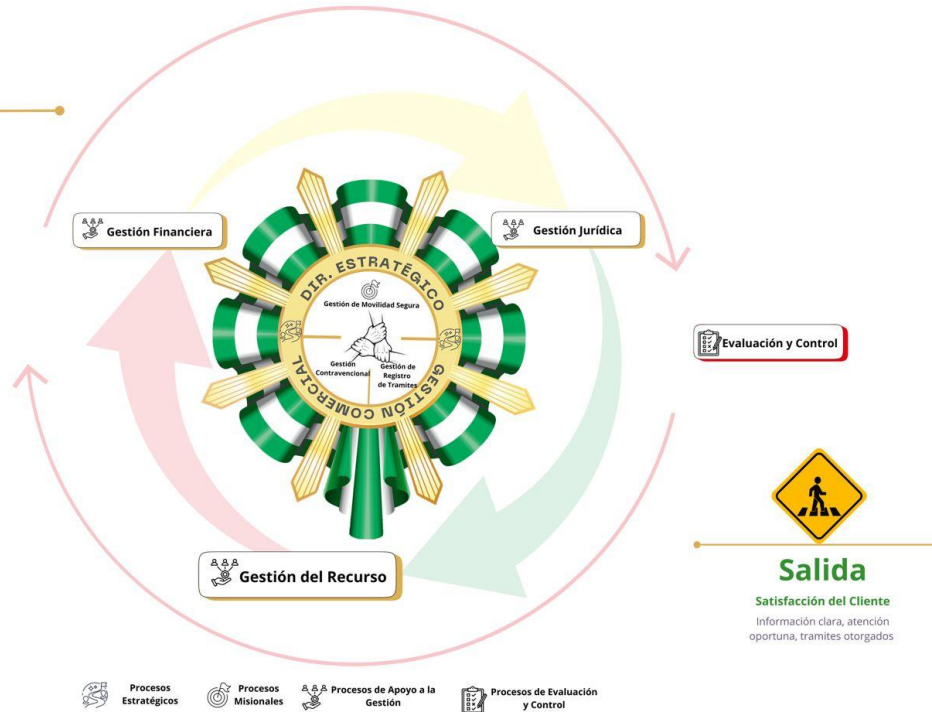 Gestión Financiera
Gestión Jurídica
DIR. ESTRATÉGICO
Gestión de Movilidad Segura
Gestión
Contravencional
Gestión de
Registro
de Tramites
GESTIÓN COMERCIAL
Evaluación y Control
Gestión del Recurso
Salida
Satisfacción del Cliente
Información clara, atención
oportuna, tramites otorgados
Procesos
Estratégicos
Procesos
Misionales
Procesos de Apoyo a la
Gestión
Procesos de Evaluación
y Control